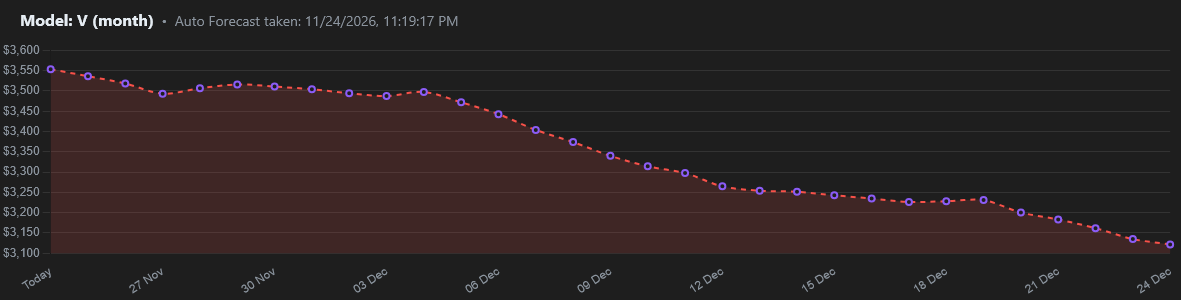 Model: V (month) • Auto Forecast taken: 11/24/2026, 11:19:17 PM
$3,600
$3,550
$3,500
$3,450
$3,400
$3,350
$3,300
$3,250
$3,200
$3,150
$3,100
Today
27 Nov
30 Nov
03 Dec
06 Dec
09 Dec
12 Dec
15 Dec
18 Dec
21 Dec
24 Dec